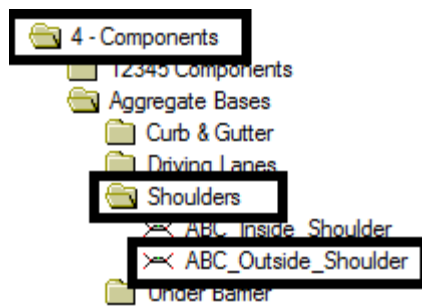 4 - Components
12345 Components
Aggregate Bases
Curb & Gutter
Driving Lanes
Shoulders
ABC_Inside_Shoulder
ABC_Outside_Shoulder
Under Barrier